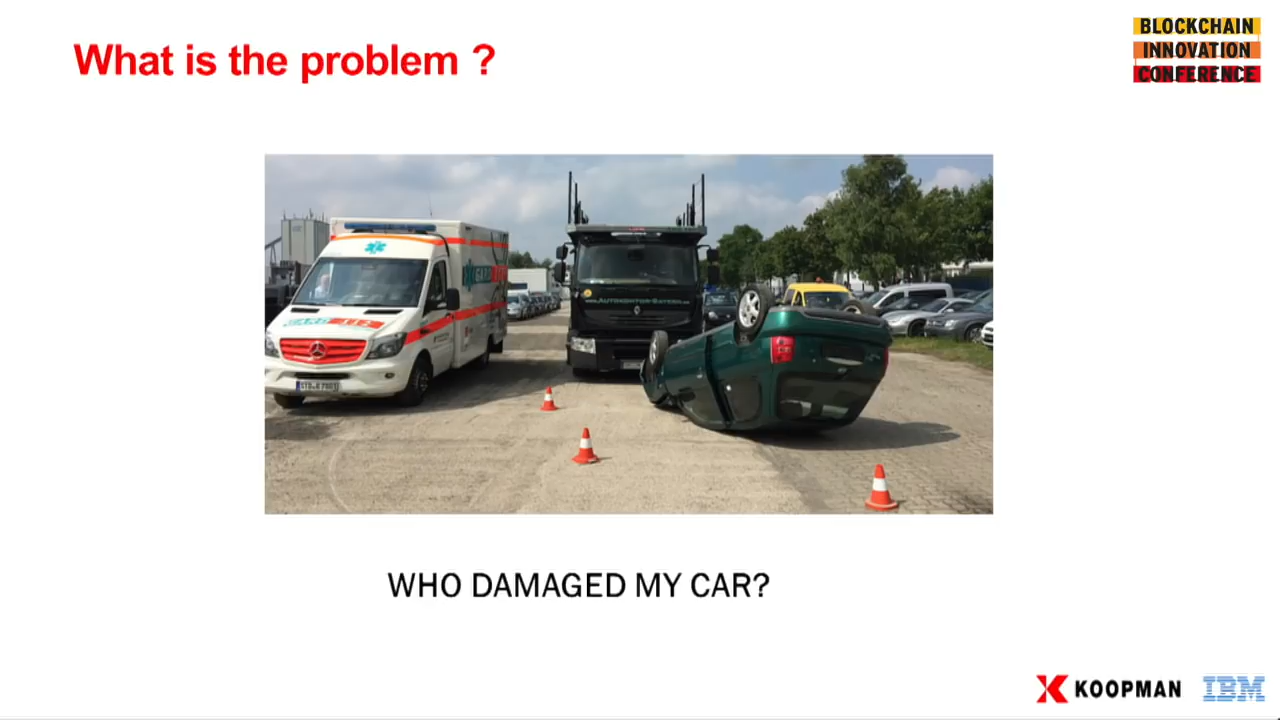 What is the problem ?
BLOCKCHAIN
INNOVATION
CONFERENCE
WHO DAMAGED MY CAR?
KOOPMAN
IBM